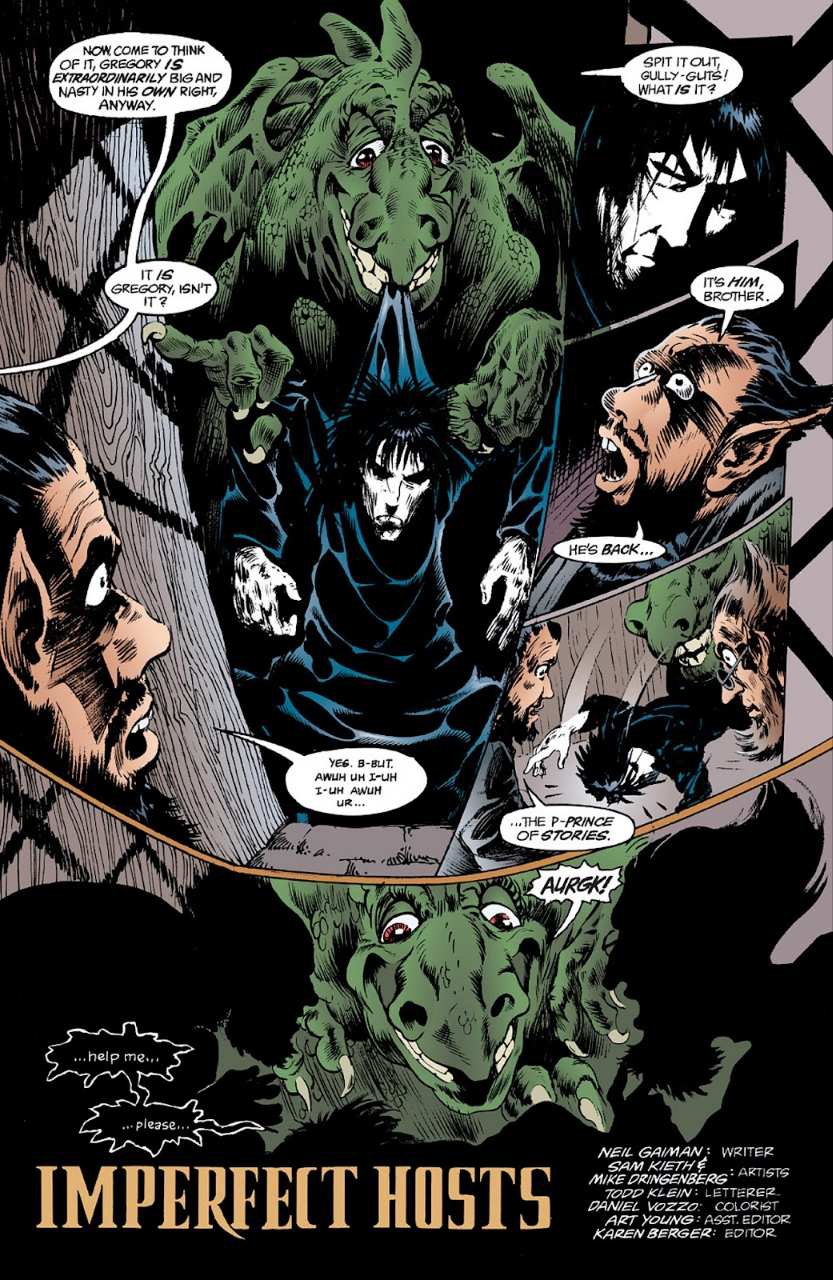 NOW, COME TO THINK
OF IT, GREGORY IS
EXTRAORDINARILY BIG AND
NASTY IN HIS OWN RIGHT,
ANYWAY.
IT IS
GREGORY, ISN'T
IT?
YES. B-BUT.
AWUH UH I-UH
I-UH AWUH
UR...
SPIT IT OUT,
GULLY-GUTS!
WHAT IS IT?
IT'S HIM,
BROTHER.
HE'S BACK...
...THE P-PRINCE
OF STORIES.
AURGK!
...help me...
...please...
IMPERFECT HOSTS
NEIL GAIMAN: WRITER
SAM KIETH &
MIKE DRINGENBERG: ARTISTS
TODD KLEIN: LETTERER
DANIEL VOZZO: COLORIST
ART YOUNG: ASST. EDITOR
KAREN BERGER: EDITOR